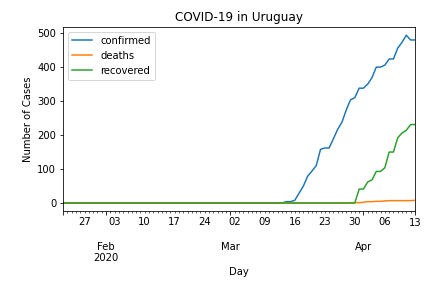 COVID-19 in Uruguay
confirmed
deaths
recovered
Number of Cases
500
400
300
200
100
0
27 03 10 17 24 02 09 16 23 30 06 13
Feb Mar Apr
2020
Day